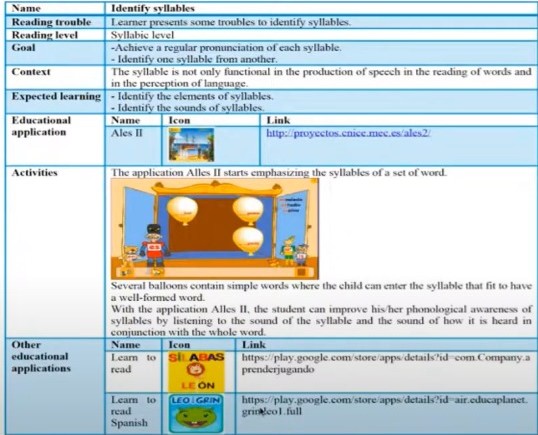 Name Identify syllables
Reading trouble Learner presents some troubles to identify syllables.
Reading level Syllabic level
Goal -Achieve a regular pronunciation of each syllable.
- Identify one syllable from another.
Context The syllable is not only functional in the production of speech in the reading of words and
in the perception of language.
Expected learning - Identify the elements of syllables.
- Identify the sounds of syllables.
Educational Name Icon Link
application Ales II http://proyectos.cnice.mec.es/ales2/
Activities The application Alles II starts emphasizing the syllables of a set of word.
Several balloons contain simple words where the child can enter the syllable that fit to have
a well-formed word.
With the application Alles II, the student can improve his/her phonological awareness of
syllables by listening to the sound of the syllable and the sound of how it is heard in
conjunction with the whole word.
Other Name Icon Link
educational Learn to SÍLABAS https://play.google.com/store/apps/details?id=com.Company.a
applications read prenderjugando
LEÓN
Learn to LEO GRIN https://play.google.com/store/apps/details?id=air.educaplanet.
read grinleo1.full
Spanish